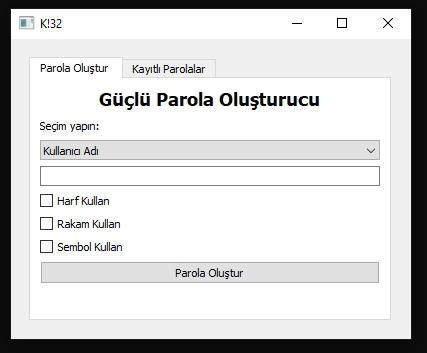 K!32
Parola Oluştur
Kayıtlı Parolalar
Güçlü Parola Oluşturucu
Seçim yapın:
Kullanıcı Adı
Harf Kullan
Rakam Kullan
Sembol Kullan
Parola Oluştur